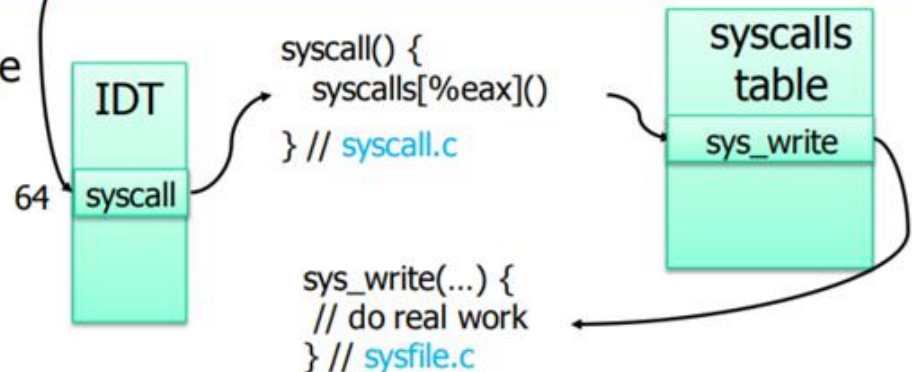 e
IDT
64
syscall
syscall() {
syscalls[%eax]()
} // syscall.c
syscalls
table
sys_write
sys_write(...) {
// do real work
} // sysfile.c